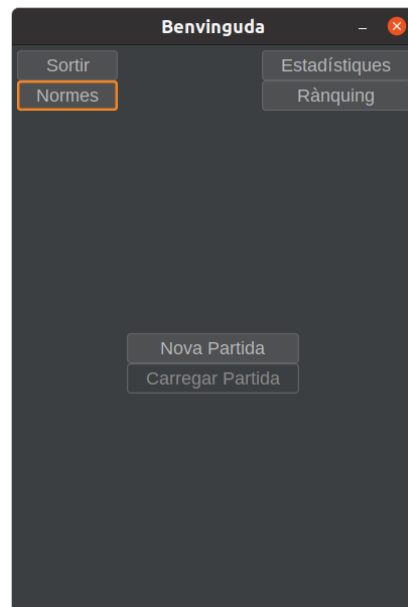 Benvinguda
Sortir
Estadístiques
Normes
Rànquing
Nova Partida
Carregar Partida